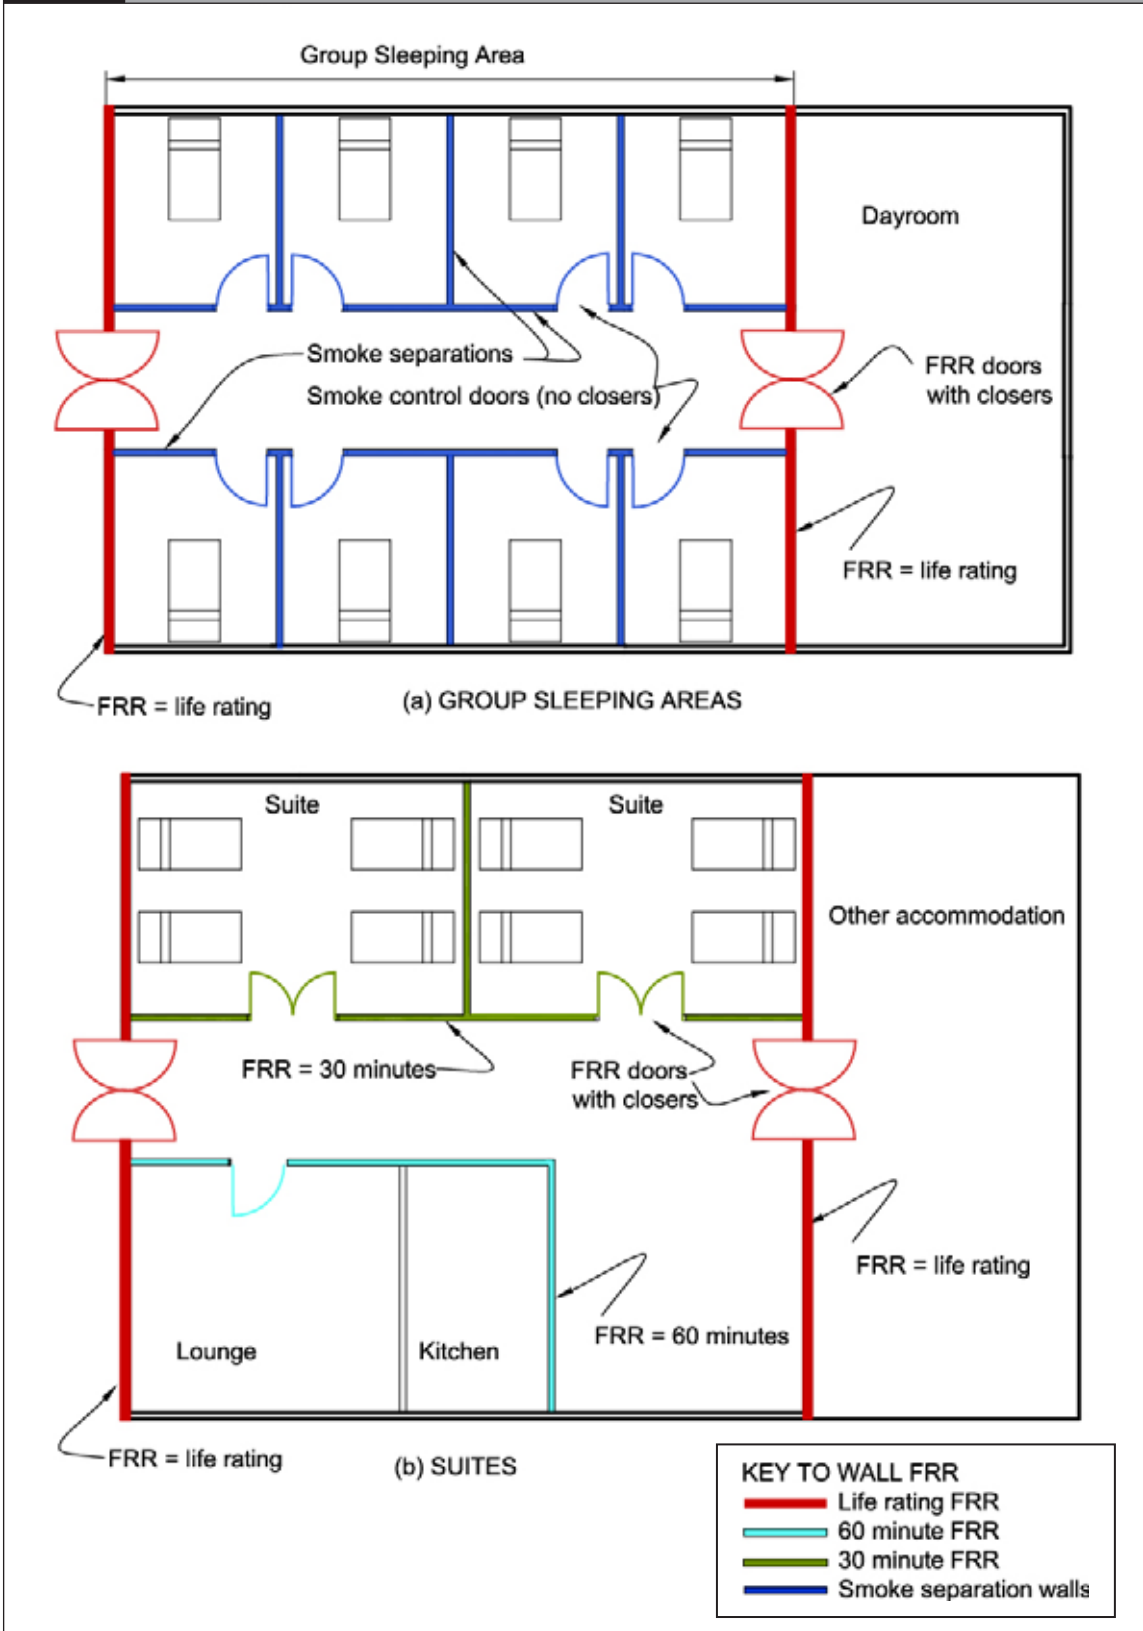 Group Sleeping Area
Dayroom
Smoke separations
Smoke control doors (no closers)
FRR doors
with closers
FRR = life rating
FRR = life rating
(a) GROUP SLEEPING AREAS
Suite
Suite
Other accommodation
FRR = 30 minutes
FRR doors
with closers
FRR = life rating
FRR = 60 minutes
Lounge
Kitchen
FRR = life rating
(b) SUITES
KEY TO WALL FRR
Life rating FRR
60 minute FRR
30 minute FRR
Smoke separation walls